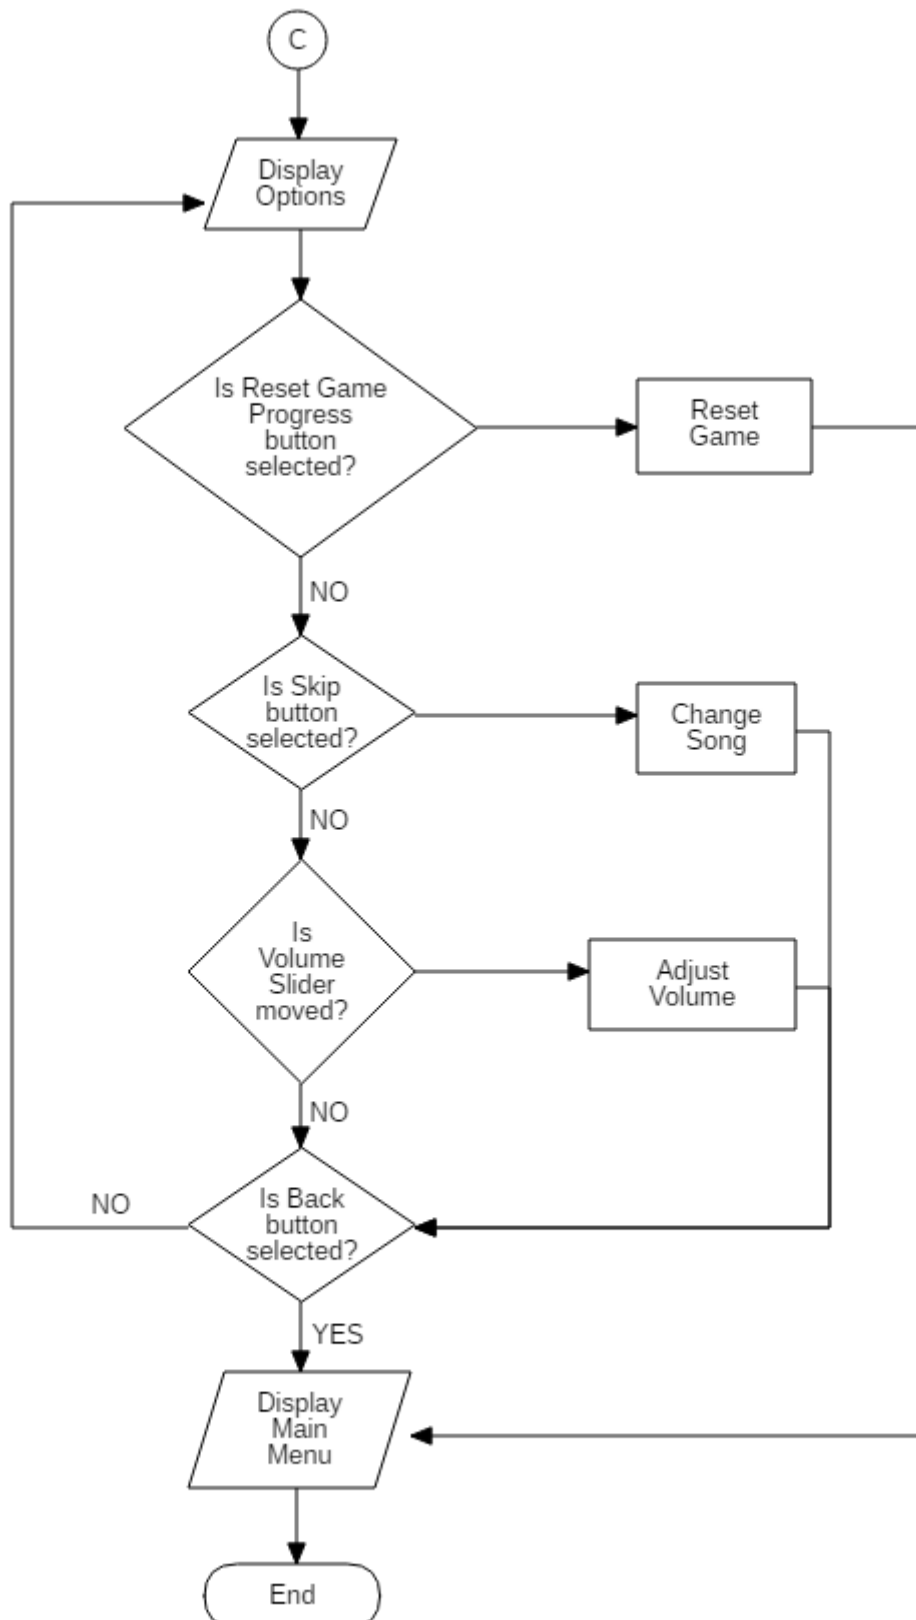 C
Display
Options
Is Reset Game
Progress
button
selected?
Reset
Game
NO
Is Skip
button
selected?
Change
Song
NO
Is
Volume
Slider
moved?
Adjust
Volume
NO
Is Back
button
selected?
NO
YES
Display
Main
Menu
End